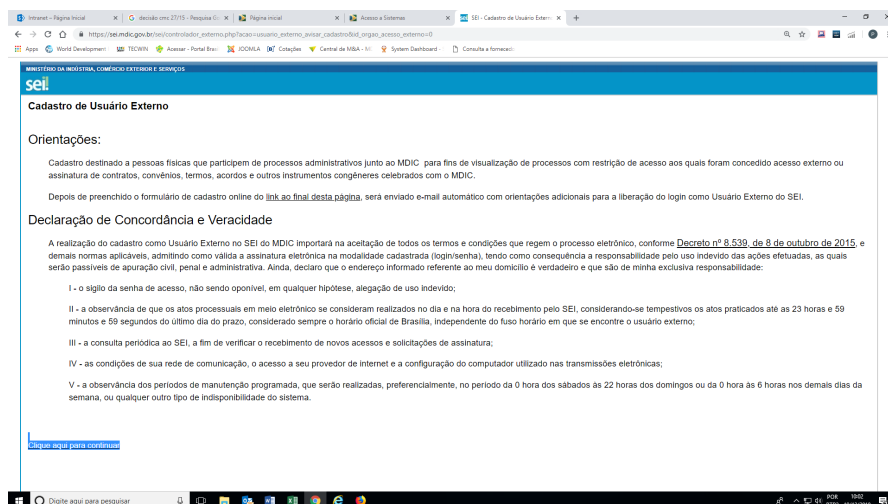 Intranet – Página Inicial
decisão cmc 27/15 - Pesquisa Go
Página inicial
Acesso a Sistemas
SEI - Cadastro de Usuário Extern
https://sei.mdic.gov.br/sei/controlador_externo.php?acao=usuario_externo_avisar_cadastro&id_orgao_acesso_externo=0
Apps
World Development
TECWIN
Acessar - Portal Bras
JOOMLA
Cotações
Central de M&A - M
System Dashboard -
Consulta a forneced
MINISTÉRIO DA INDÚSTRIA, COMÉRCIO EXTERIOR E SERVIÇOS
sei!
Cadastro de Usuário Externo
Orientações:
Cadastro destinado a pessoas físicas que participem de processos administrativos junto ao MDIC para fins de visualização de processos com restrição de acesso aos quais foram concedido acesso externo ou
assinatura de contratos, convênios, termos, acordos e outros instrumentos congêneres celebrados com o MDIC.
Depois de preenchido o formulário de cadastro online do link ao final desta página, será enviado e-mail automático com orientações adicionais para a liberação do login como Usuário Externo do SEI.
Declaração de Concordância e Veracidade
A realização do cadastro como Usuário Externo no SEI do MDIC importará na aceitação de todos os termos e condições que regem o processo eletrônico, conforme Decreto nº 8.539, de 8 de outubro de 2015, e
demais normas aplicáveis, admitindo como válida a assinatura eletrônica na modalidade cadastrada (login/senha), tendo como consequência a responsabilidade pelo uso indevido das ações efetuadas, as quais
serão passíveis de apuração civil, penal e administrativa. Ainda, declaro que o endereço informado referente ao meu domicílio é verdadeiro e que são de minha exclusiva responsabilidade:
I - o sigilo da senha de acesso, não sendo oponível, em qualquer hipótese, alegação de uso indevido;
II - a observância de que os atos processuais em meio eletrônico se consideram realizados no dia e na hora do recebimento pelo SEI, considerando-se tempestivos os atos praticados até as 23 horas e 59
minutos e 59 segundos do último dia do prazo, considerado sempre o horário oficial de Brasília, independente do fuso horário em que se encontre o usuário externo;
III - a consulta periódica ao SEI, a fim de verificar o recebimento de novos acessos e solicitações de assinatura;
IV - as condições de sua rede de comunicação, o acesso a seu provedor de internet e a configuração do computador utilizado nas transmissões eletrônicas;
V - a observância dos períodos de manutenção programada, que serão realizadas, preferencialmente, no período da 0 hora dos sábados às 22 horas dos domingos ou da 0 hora às 6 horas nos demais dias da
semana, ou qualquer outro tipo de indisponibilidade do sistema.
Clique aqui para continuar
Digite aqui para pesquisar
POR
10:02